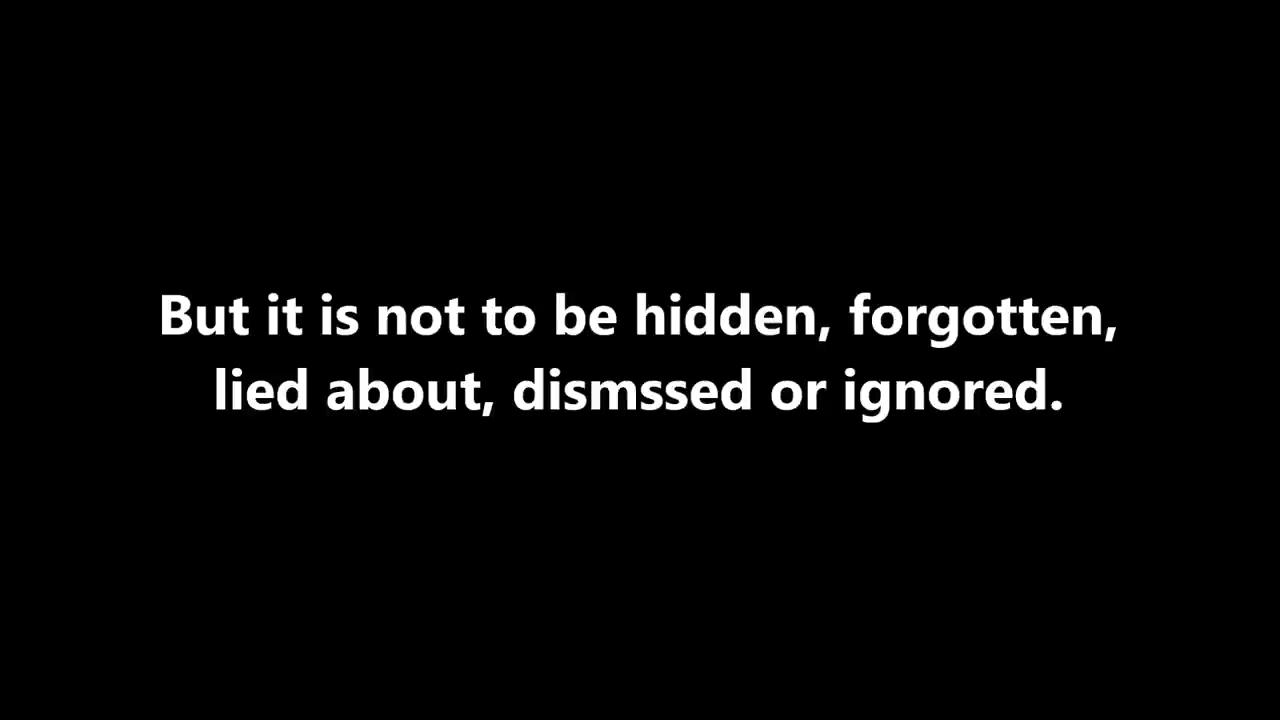 But it is not to be hidden, forgotten,
lied about, dismssed or ignored.